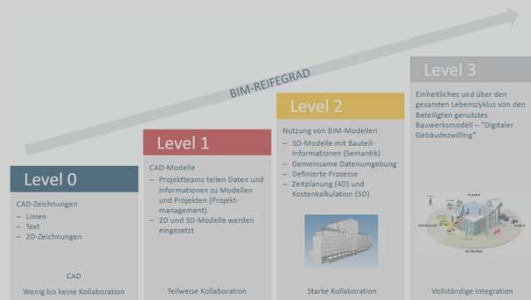 BIM-REIFEGRAD
Level 0
CAD-Zeichnungen
– Linien
– Text
– 2D-Zeichnungen
CAD
Wenig bis keine Kollaboration
Level 1
CAD-Modelle
– Projektteams teilen Daten und
Informationen zu Modellen
und Projekten (Projekt-
management)
– 2D und 3D-Modelle werden
eingesetzt
Teilweise Kollaboration
Level 2
Nutzung von BIM-Modellen
– 3D-Modelle mit Bauteil-
informationen (Semantik)
– Gemeinsame Datenumgebung
– Definierte Prozesse
– Zeitplanung (4D) und
Kostenkalkulation (5D)
Starke Kollaboration
Level 3
Einheitliches und über den
gesamten Lebenszyklus von den
Beteiligten genutztes
Bauwerksmodell – "Digitaler
Gebäudezwilling"
Vollständige Integration